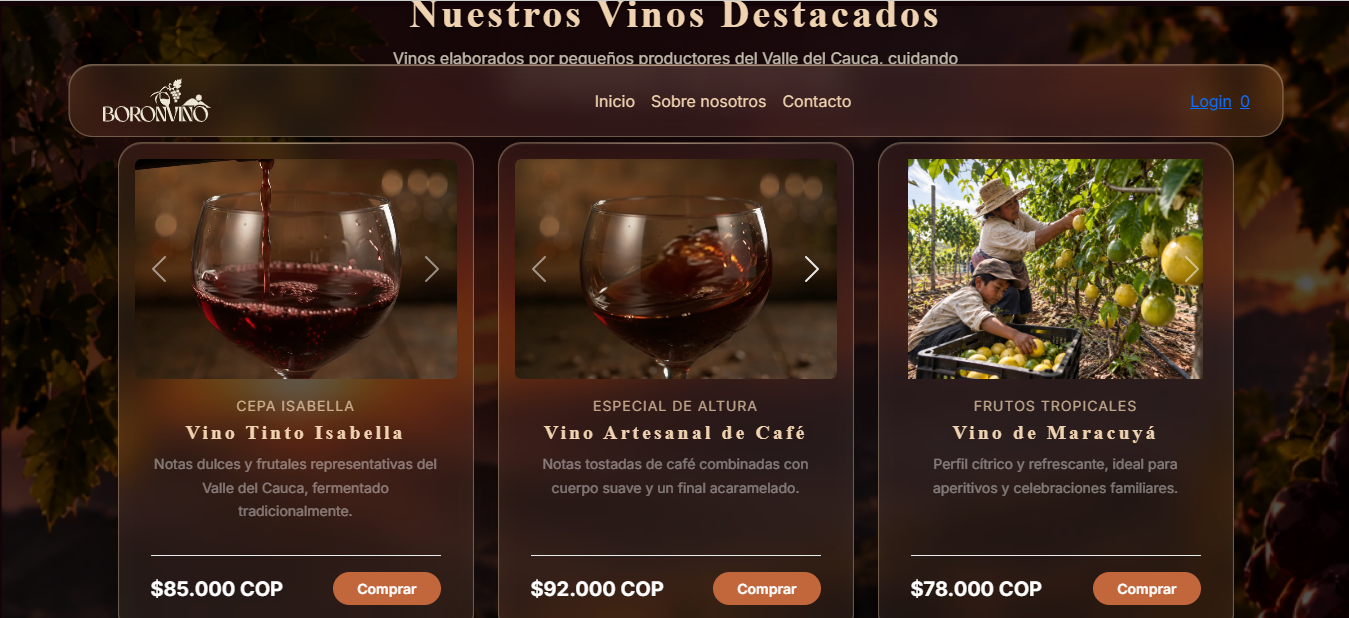 Nuestros Vinos Destacados
Vinos elaborados por pequeños productores del Valle del Cauca, cuidando
BORONVINO
Inicio Sobre nosotros Contacto
Login 0
CEPA ISABELLA
Vino Tinto Isabella
Notas dulces y frutales representativas del
Valle del Cauca, fermentado
tradicionalmente.
$85.000 COP
Comprar
ESPECIAL DE ALTURA
Vino Artesanal de Café
Notas tostadas de café combinadas con
cuerpo suave y un final acaramelado.
$92.000 COP
Comprar
FRUTOS TROPICALES
Vino de Maracuyá
Perfil cítrico y refrescante, ideal para
aperitivos y celebraciones familiares.
$78.000 COP
Comprar